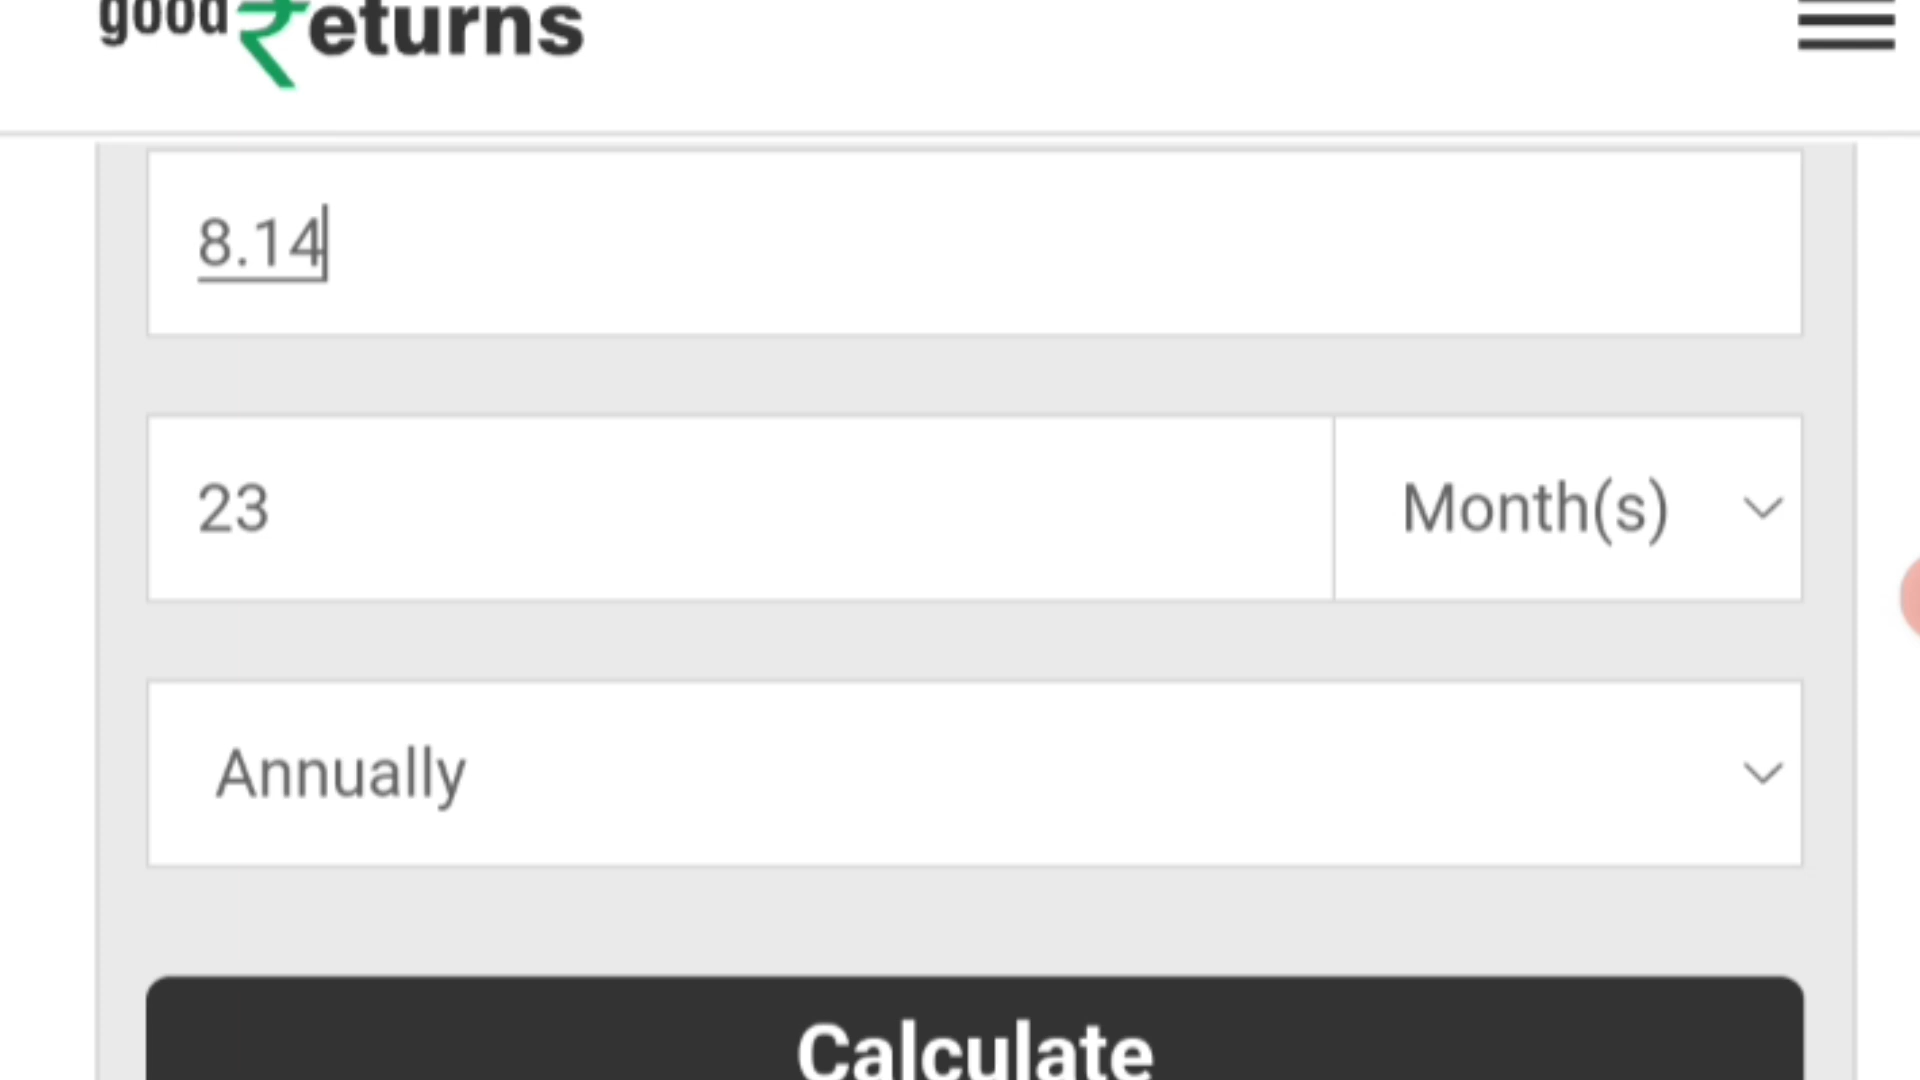 good ₹eturns
8.14
23
Month(s)
Annually
Calculate